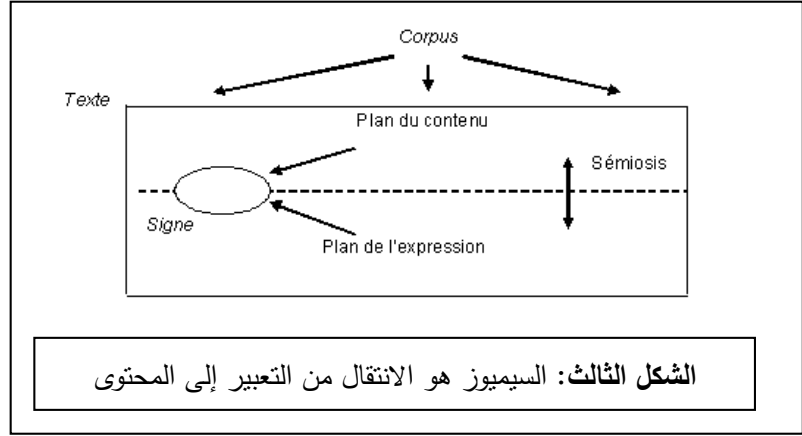 Corpus
Texte
Plan du contenu
Sémiosis
Signe
Plan de l'expression
الشكل الثالث: السيميوز هو الانتقال من التعبير إلى المحتوى